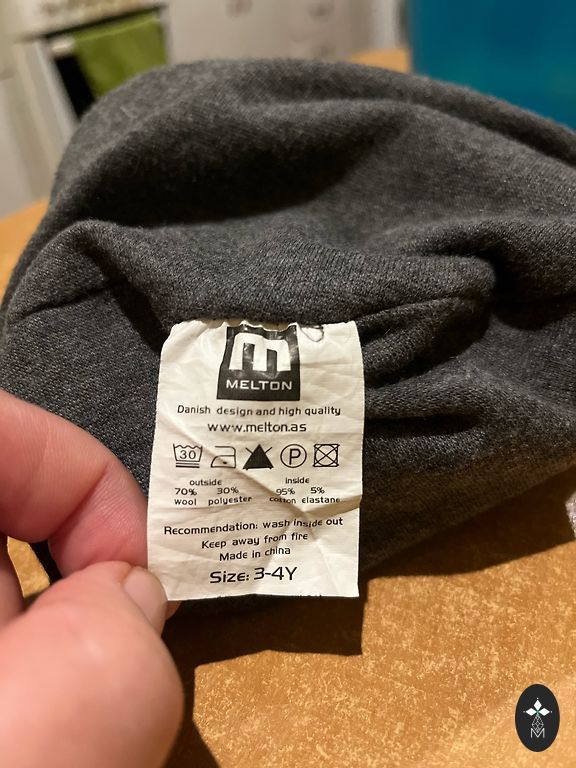 MELTON
Danish design and high quality
www.melton.as
30 P
outside inside
70% 30% 95% 5%
wool polyester cotton elastane
Recommendation: wash inside out
Keep away from fire
Made in china
Size: 3-4Y
M